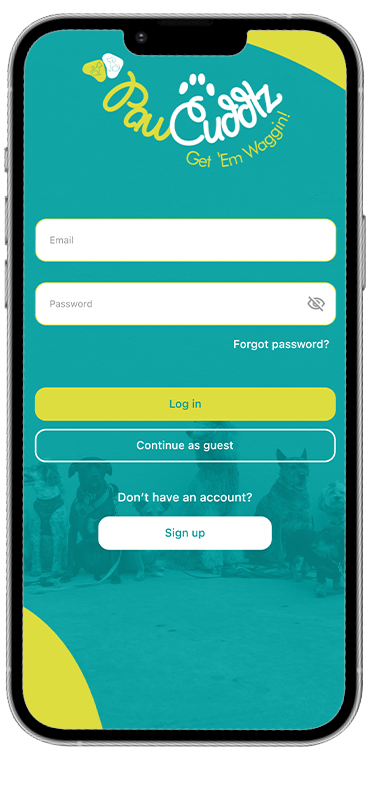 PawCuddlz
Get 'Em Waggin!
Email
Password
Forgot password?
Log in
Continue as guest
Don't have an account?
Sign up